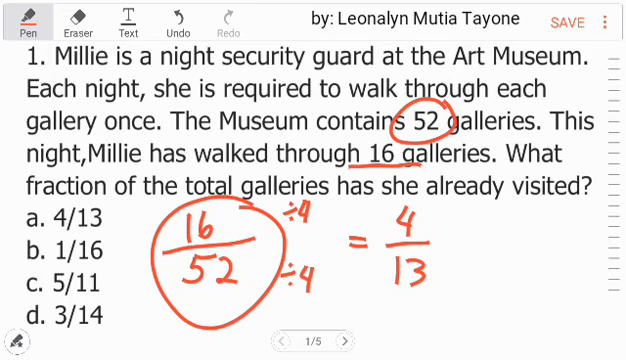 by: Leonalyn Mutia Tayone
SAVE
Pen
Eraser
Text
Undo
Redo
1. Millie is a night security guard at the Art Museum.
Each night, she is required to walk through each
gallery once. The Museum contains 52 galleries. This
night,Millie has walked through 16 galleries. What
fraction of the total galleries has she already visited?
a. 4/13
b. 1/16
c. 5/11
d. 3/14
16 ÷4
52 ÷4
= 4
13
1/5